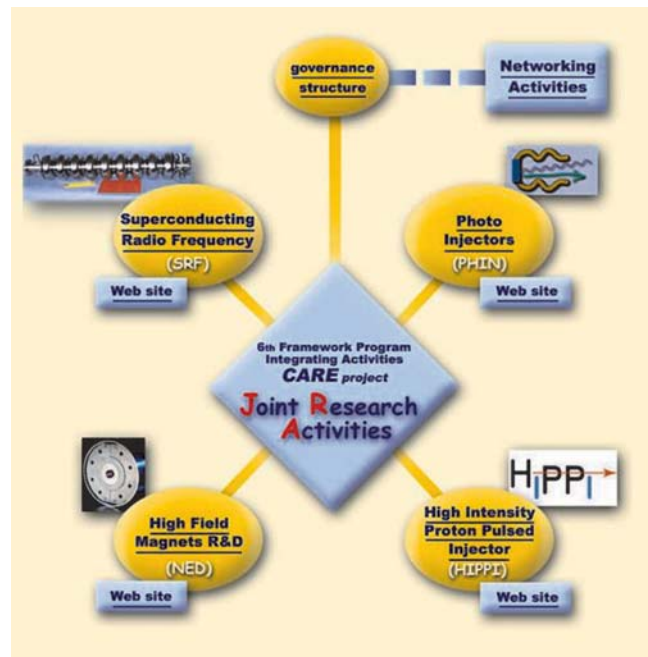 governance
structure
Networking
Activities
Superconducting
Radio Frequency
(SRF)
Web site
Photo
Injectors
(PHIN)
Web site
6th Framework Program
Integrating Activities
CARE project
Joint Research
Activities
High Field
Magnets R&D
(NED)
Web site
HIPPI
High Intensity
Proton Pulsed
Injector
(HIPPI)
Web site